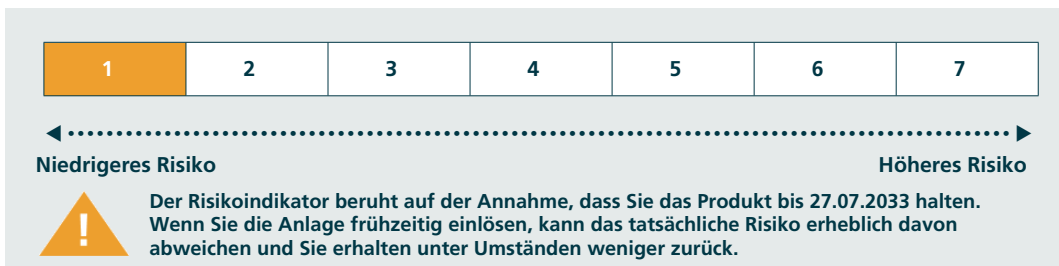 1 2 3 4 5 6 7
Niedrigeres Risiko Höheres Risiko
! Der Risikoindikator beruht auf der Annahme, dass Sie das Produkt bis 27.07.2033 halten.
Wenn Sie die Anlage frühzeitig einlösen, kann das tatsächliche Risiko erheblich davon
abweichen und Sie erhalten unter Umständen weniger zurück.